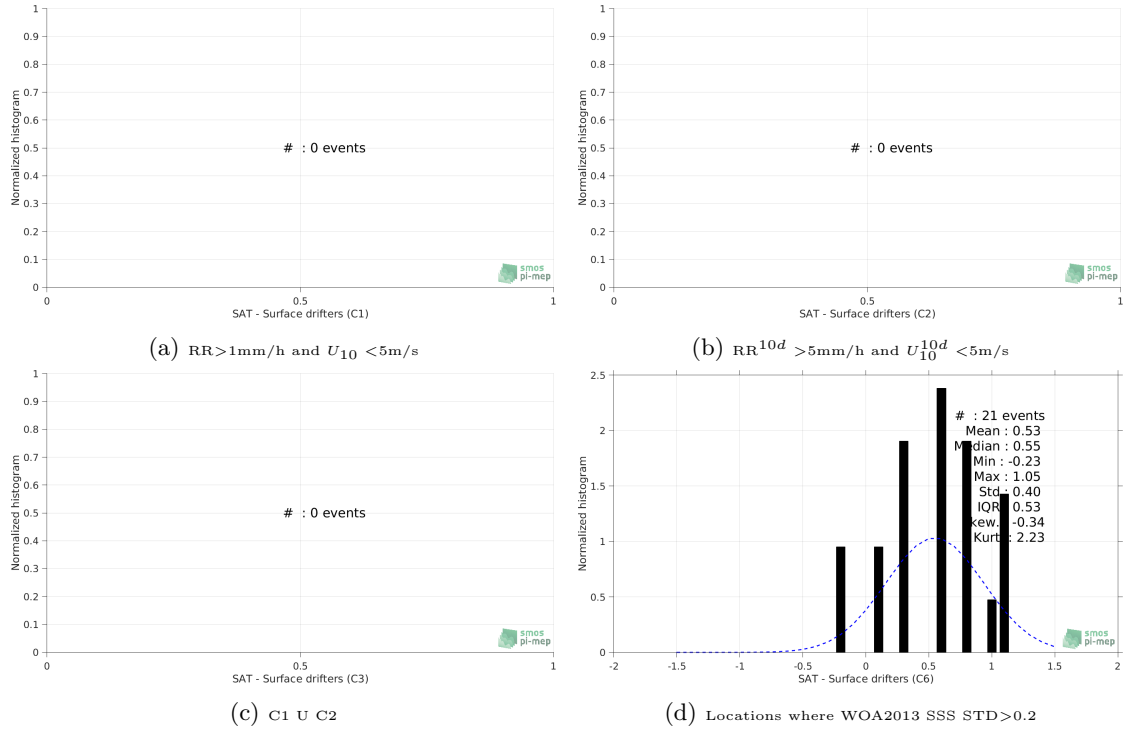 1
0.9
0.8
0.7
0.6
0.5
0.4
0.3
0.2
0.1
0
Normalized histogram
# : 0 events
smos
pi-mep
0 0.5 1
SAT - Surface drifters (C1)
(a) RR>1mm/h and U10 <5m/s
1
0.9
0.8
0.7
0.6
0.5
0.4
0.3
0.2
0.1
0
Normalized histogram
# : 0 events
smos
pi-mep
0 0.5 1
SAT - Surface drifters (C2)
(b) RR10d >5mm/h and U10d10 <5m/s
1
0.9
0.8
0.7
0.6
0.5
0.4
0.3
0.2
0.1
0
Normalized histogram
# : 0 events
smos
pi-mep
0 0.5 1
SAT - Surface drifters (C3)
(c) C1 U C2
2.5
2
1.5
1
0.5
0
Normalized histogram
# : 21 events
Mean : 0.53
Median : 0.55
Min : -0.23
Max : 1.05
Std : 0.40
IQR : 0.53
-0.34
Kurt : 2.23
smos
pi-mep
-2 -1.5 -1 -0.5 0 0.5 1 1.5 2
SAT - Surface drifters (C6)
(d) Locations where WOA2013 SSS STD>0.2